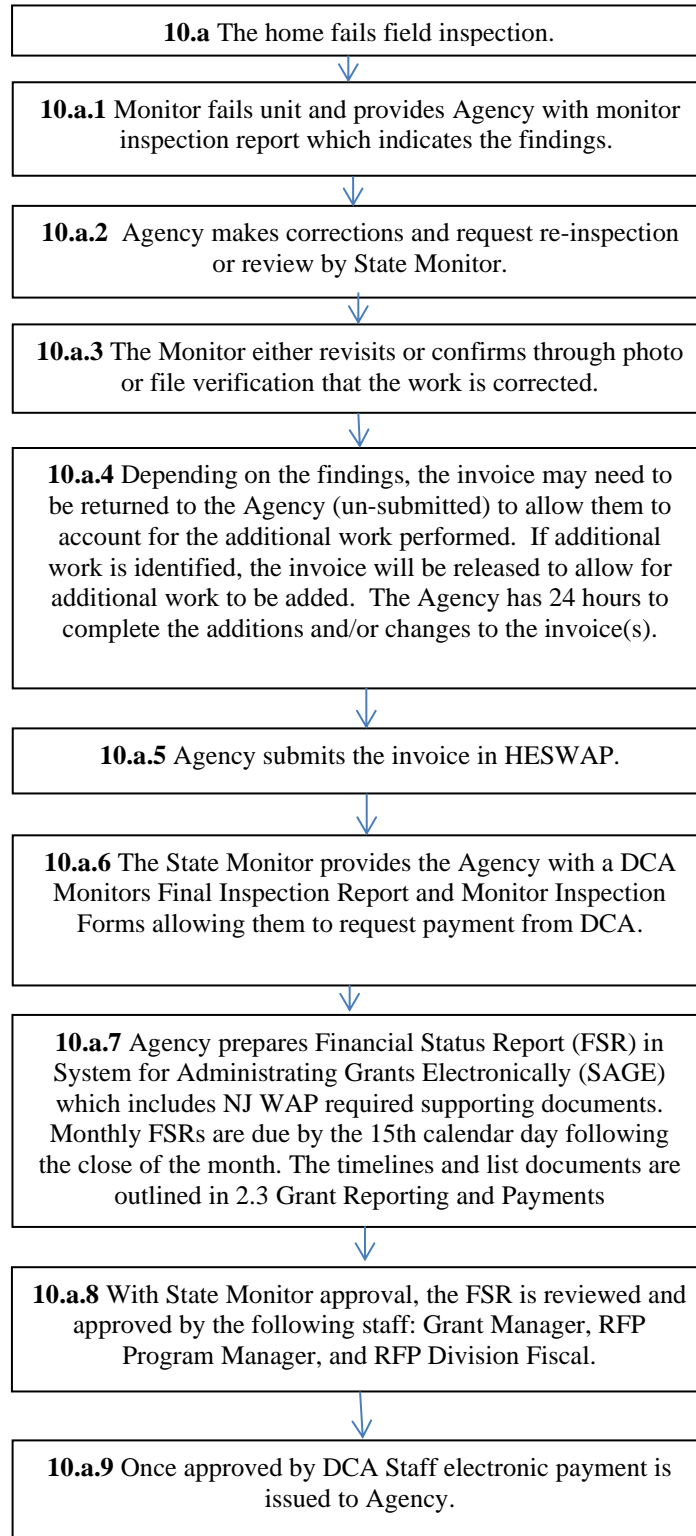 10.a The home fails field inspection.
10.a.1 Monitor fails unit and provides Agency with monitor
inspection report which indicates the findings.
10.a.2  Agency makes corrections and request re-inspection
or review by State Monitor.
10.a.3 The Monitor either revisits or confirms through photo
or file verification that the work is corrected.
10.a.4 Depending on the findings, the invoice may need to
be returned to the Agency (un-submitted) to allow them to
account for the additional work performed.  If additional
work is identified, the invoice will be released to allow for
additional work to be added.  The Agency has 24 hours to
complete the additions and/or changes to the invoice(s).
10.a.5 Agency submits the invoice in HESWAP.
10.a.6 The State Monitor provides the Agency with a DCA
Monitors Final Inspection Report and Monitor Inspection
Forms allowing them to request payment from DCA.
10.a.7 Agency prepares Financial Status Report (FSR) in
System for Administrating Grants Electronically (SAGE)
which includes NJ WAP required supporting documents.
Monthly FSRs are due by the 15th calendar day following
the close of the month. The timelines and list documents are
outlined in 2.3 Grant Reporting and Payments
10.a.8 With State Monitor approval, the FSR is reviewed and
approved by the following staff: Grant Manager, RFP
Program Manager, and RFP Division Fiscal.
10.a.9 Once approved by DCA Staff electronic payment is
issued to Agency.